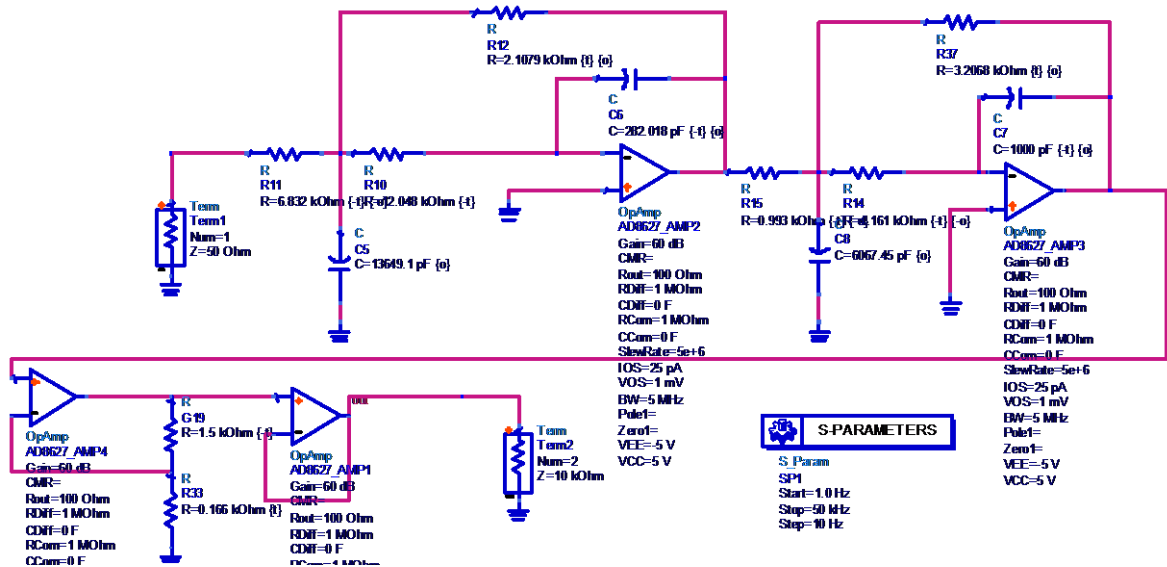 R
R12
R=2.1079 kOhm {t} {o}
C
C6
C=282.018 pF {-t} {o}
R
R11
R=6.832 kOhm
R
R10
2.048 kOhm {-t}
C
C5
C=13649.1 pF {o}
Term
Term1
Num=1
Z=50 Ohm
OpAmp
AD8627_AMP2
Gain=60 dB
CMR=
Rout=100 Ohm
RDiff=1 MOhm
CDiff=0 F
RCom=1 MOhm
CCom=0 F
SlewRate=5e+6
IOS=25 pA
VOS=1 mV
BW=5 MHz
Pole1=
Zero1=
VEE=-5 V
VCC=5 V
R
R37
R=3.2068 kOhm {t} {o}
C
C7
C=1000 pF {-t} {o}
R
R15
R=0.993 kOhm
R
R14
161 kOhm {-t} {-o}
C
C8
C=6067.45 pF {o}
OpAmp
AD8627_AMP3
Gain=60 dB
CMR=
Rout=100 Ohm
RDiff=1 MOhm
CDiff=0 F
RCom=1 MOhm
CCom=0 F
SlewRate=5e+6
IOS=25 pA
VOS=1 mV
BW=5 MHz
Pole1=
Zero1=
VEE=-5 V
VCC=5 V
OpAmp
AD8627_AMP4
Gain=60 dB
CMR=
Rout=100 Ohm
RDiff=1 MOhm
CDiff=0 F
RCom=1 MOhm
CCom=0 F
R
G19
R=1.5 kOhm {-t}
R
R33
R=0.166 kOhm {t}
out
OpAmp
AD8627_AMP1
Gain=60 dB
CMR=
Rout=100 Ohm
RDiff=1 MOhm
CDiff=0 F
RCom=1 MOhm
Term
Term2
Num=2
Z=10 kOhm
S-PARAMETERS
S_Param
SP1
Start=1.0 Hz
Stop=50 kHz
Step=10 Hz